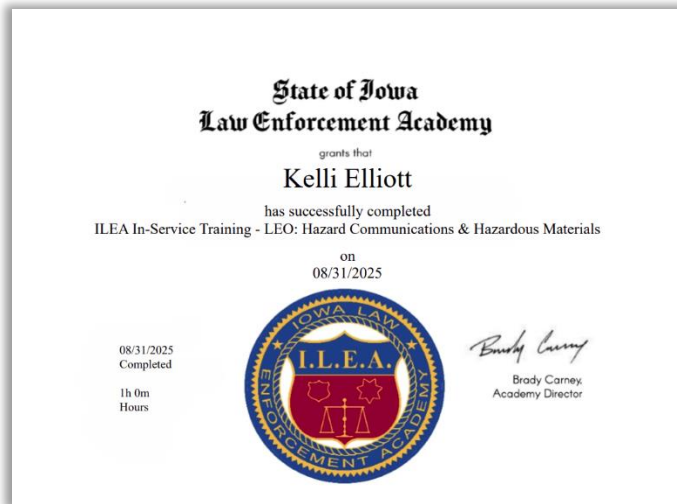 State of Iowa
Law Enforcement Academy
grants that
Kelli Elliott
has successfully completed
ILEA In-Service Training - LEO: Hazard Communications & Hazardous Materials
on
08/31/2025
IOWA LAW
I.L.E.A.
ENFORCEMENT ACADEMY
08/31/2025
Completed
1h 0m
Hours
Brady Carney
Brady Carney,
Academy Director